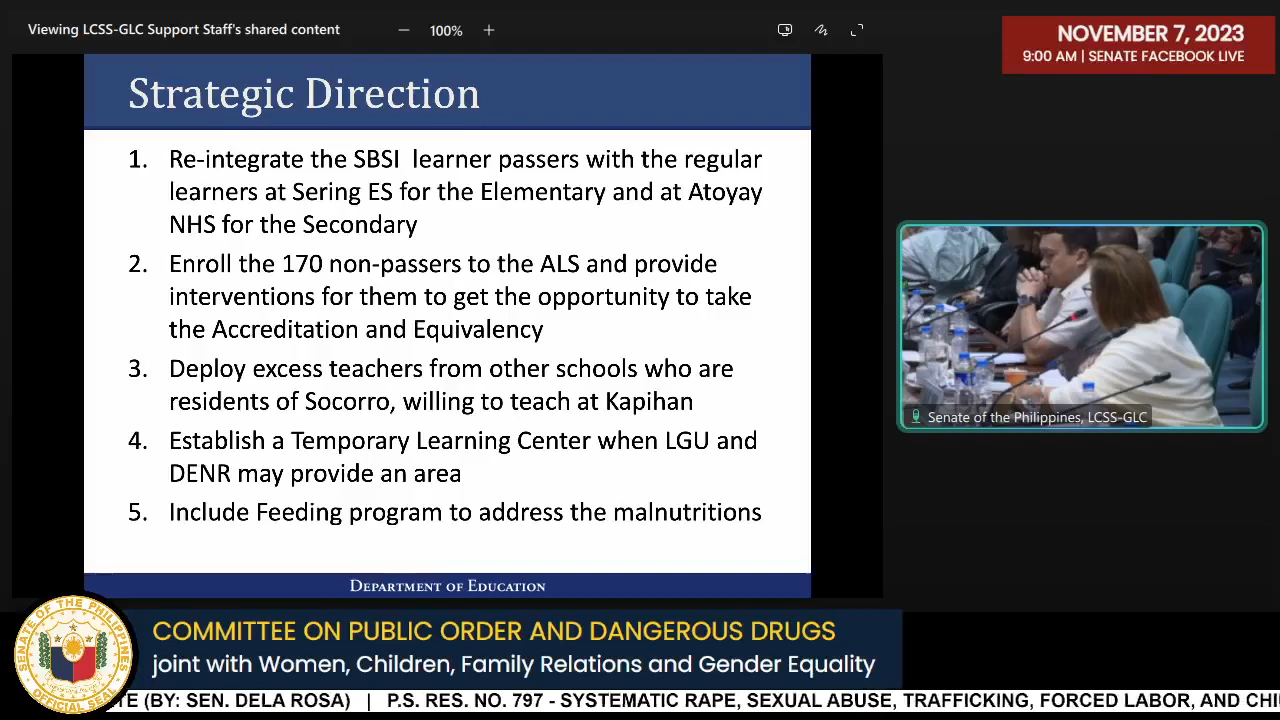 Viewing LCSS-GLC Support Staff's shared content
100%
NOVEMBER 7, 2023
9:00 AM | SENATE FACEBOOK LIVE
Strategic Direction
1. Re-integrate the SBSI learner passers with the regular
learners at Sering ES for the Elementary and at Atoyay
NHS for the Secondary
2. Enroll the 170 non-passers to the ALS and provide
interventions for them to get the opportunity to take
the Accreditation and Equivalency
3. Deploy excess teachers from other schools who are
residents of Socorro, willing to teach at Kapihan
4. Establish a Temporary Learning Center when LGU and
DENR may provide an area
5. Include Feeding program to address the malnutritions
DEPARTMENT OF EDUCATION
Senate of the Philippines, LCSS-GLC
SENATE OF THE PHILIPPINES
OFFICIAL SEAL
COMMITTEE ON PUBLIC ORDER AND DANGEROUS DRUGS
joint with Women, Children, Family Relations and Gender Equality
TE (BY: SEN. DELA ROSA) | P.S. RES. NO. 797 - SYSTEMATIC RAPE, SEXUAL ABUSE, TRAFFICKING, FORCED LABOR, AND CHI